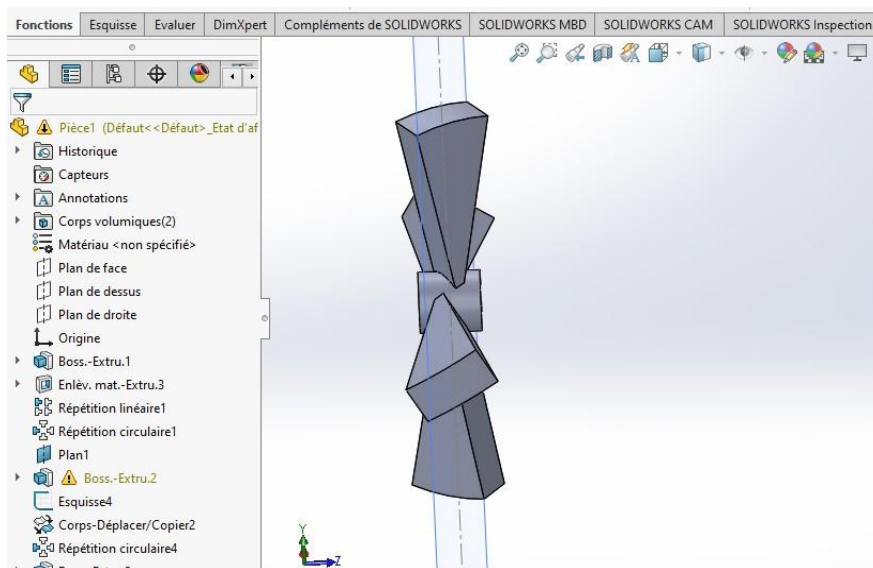 Fonctions Esquisse Evaluer DimXpert Compléments de SOLIDWORKS SOLIDWORKS MBD SOLIDWORKS CAM SOLIDWORKS Inspection
Pièce1 (Défaut<<Défaut>_Etat d'af
Historique
Capteurs
Annotations
Corps volumiques(2)
Matériau <non spécifié>
Plan de face
Plan de dessus
Plan de droite
Origine
Boss.-Extru.1
Enlèv. mat.-Extru.3
Répétition linéaire1
Répétition circulaire1
Plan1
Boss.-Extru.2
Esquisse4
Corps-Déplacer/Copier2
Répétition circulaire4
Y
Z